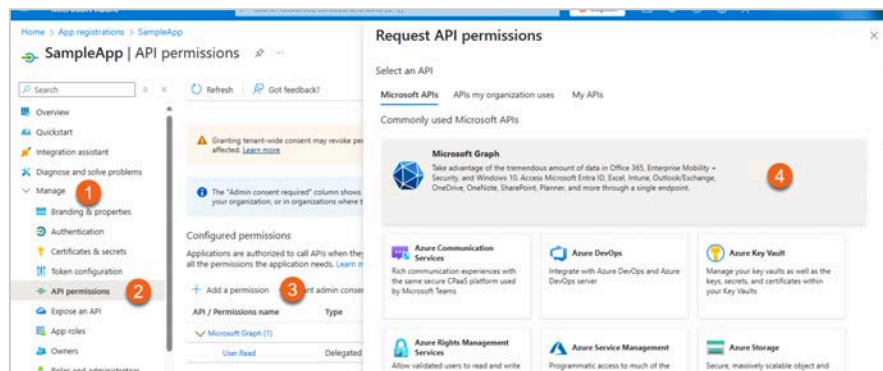 Microsoft Azure
Home > App registrations > SampleApp
SampleApp | API permissions
Search
Overview
Quickstart
Integration assistant
Diagnose and solve problems
Manage
1
Branding & properties
Authentication
Certificates & secrets
Token configuration
API permissions
2
Expose an API
App roles
Owners
Roles and administrators
Refresh
Got feedback?
Granting tenant-wide consent may revoke
affected. Learn more
The "Admin consent required" column shows
your organization, or in organizations where
Configured permissions
Applications are authorized to call APIs when they
all the permissions the application needs. Learn
Add a permission
3
admin
API / Permissions name Type
Microsoft Graph (1)
User.Read Delegated
Request API permissions
Select an API
Microsoft APIs APIs my organization uses My APIs
Commonly used Microsoft APIs
Microsoft Graph
Take advantage of the tremendous amount of data in Office 365, Enterprise Mobility +
Security, and Windows 10. Access Microsoft Entra ID, Excel, Intune, Outlook/Exchange,
OneDrive, OneNote, SharePoint, Planner, and more through a single endpoint.
4
Azure Communication
Services
Rich communication experiences with
the same secure CPaaS platform used
by Microsoft Teams
Azure DevOps
Integrate with Azure DevOps and Azure
DevOps server
Azure Key Vault
Manage your key vaults as well as the
keys, secrets, and certificates within
your Key Vaults
Azure Rights Management
Services
Allow validated users to read and write
Azure Service Management
Programmatic access to much of the
Azure Storage
Secure, massively scalable object and